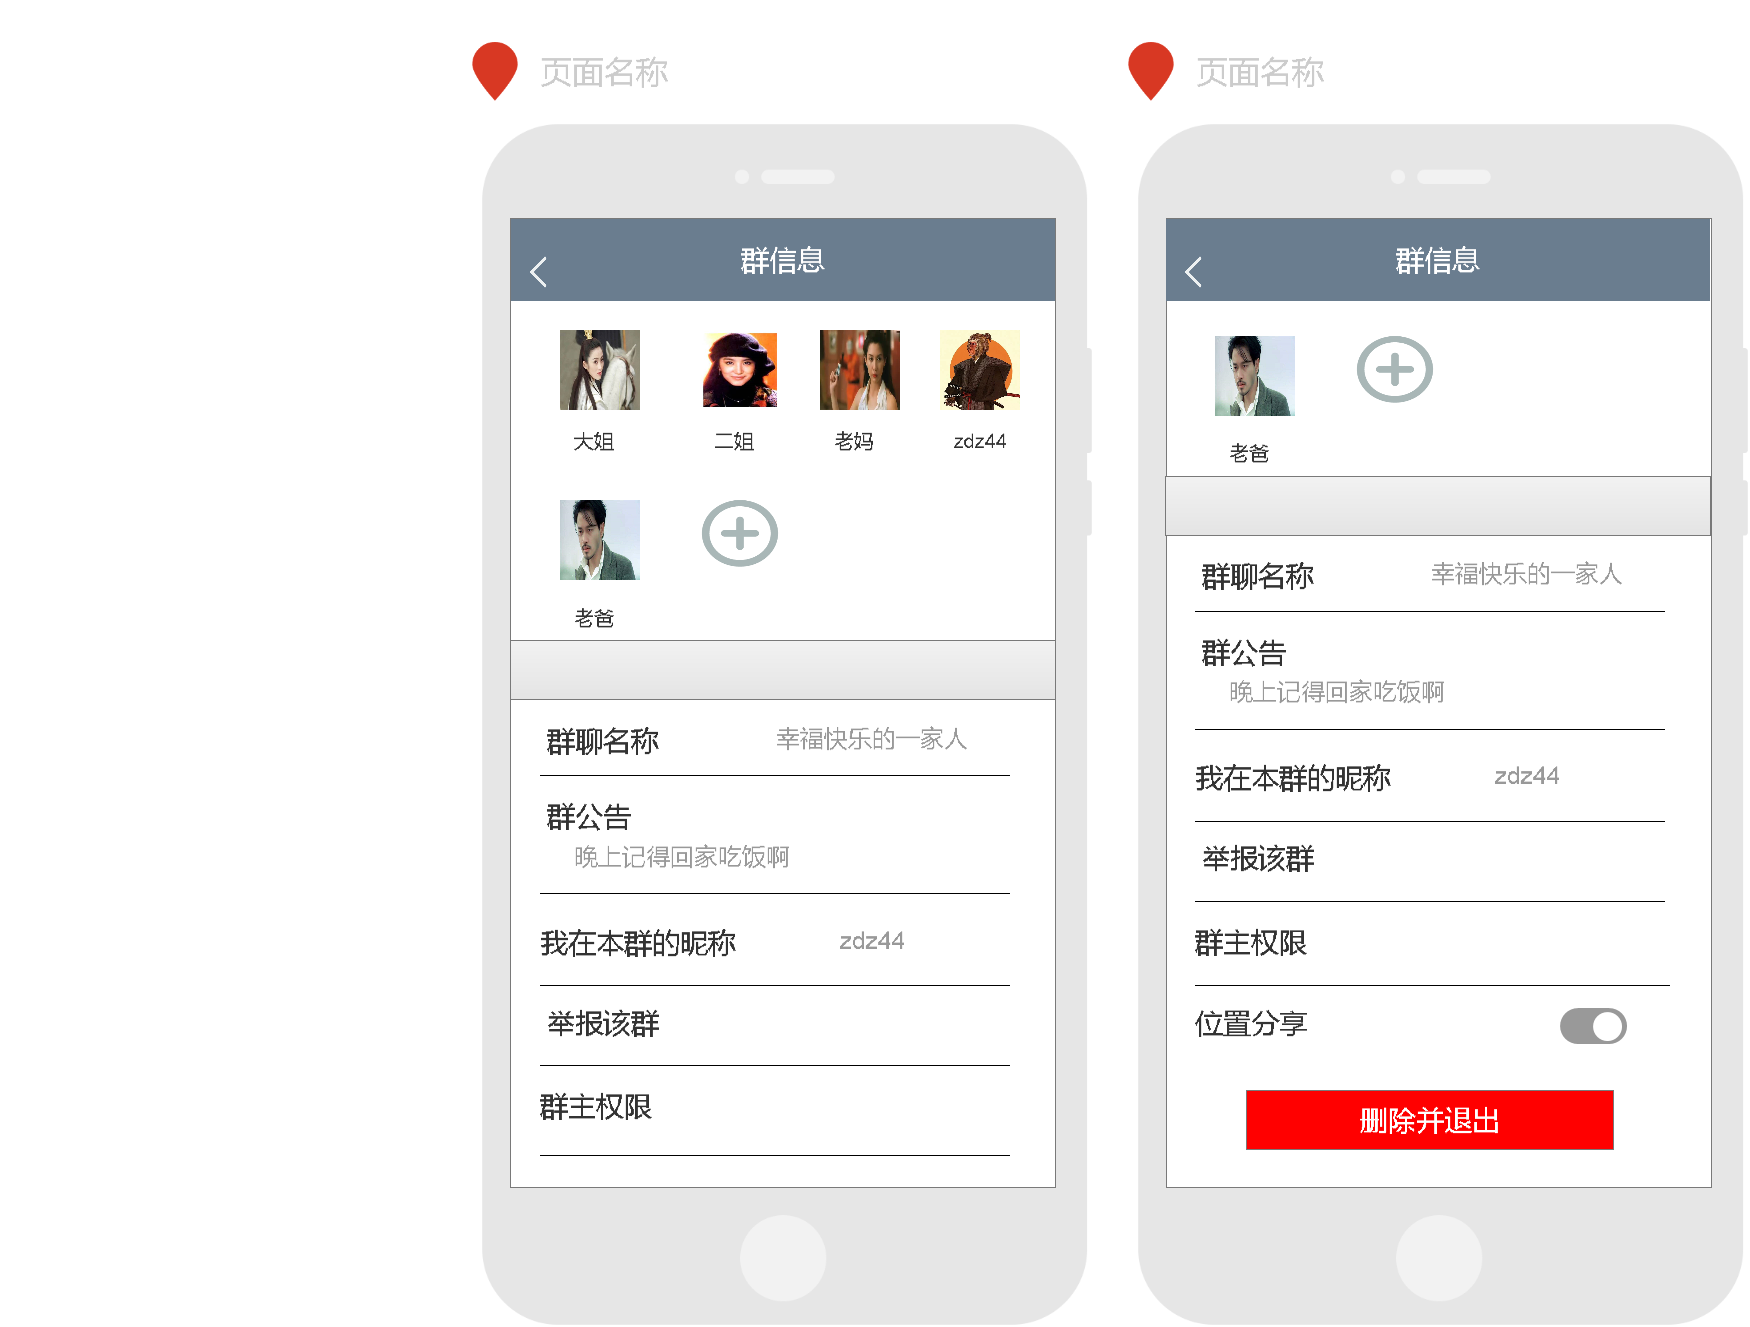 页面名称
群信息
大姐 二姐 老妈 zdz44
老爸
群聊名称 幸福快乐的一家人
群公告
晚上记得回家吃饭啊
我在本群的昵称 zdz44
举报该群
群主权限
页面名称
群信息
老爸
群聊名称 幸福快乐的一家人
群公告
晚上记得回家吃饭啊
我在本群的昵称 zdz44
举报该群
群主权限
位置分享
删除并退出